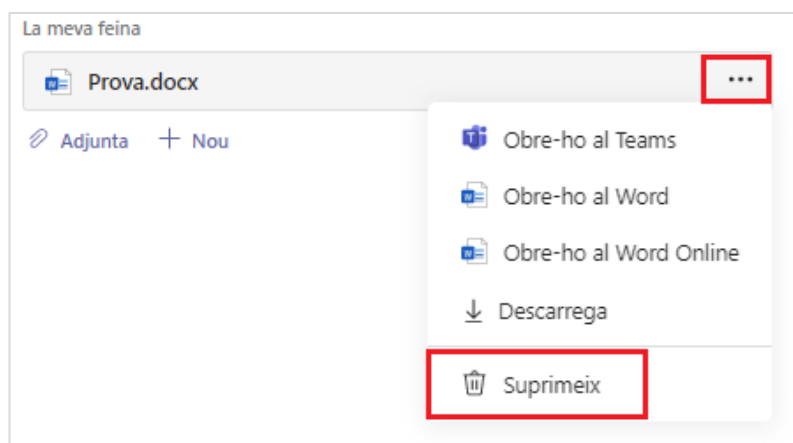 La meva feina
Prova.docx
Adjunta
Nou
Obre-ho al Teams
Obre-ho al Word
Obre-ho al Word Online
Descarrega
Suprimeix